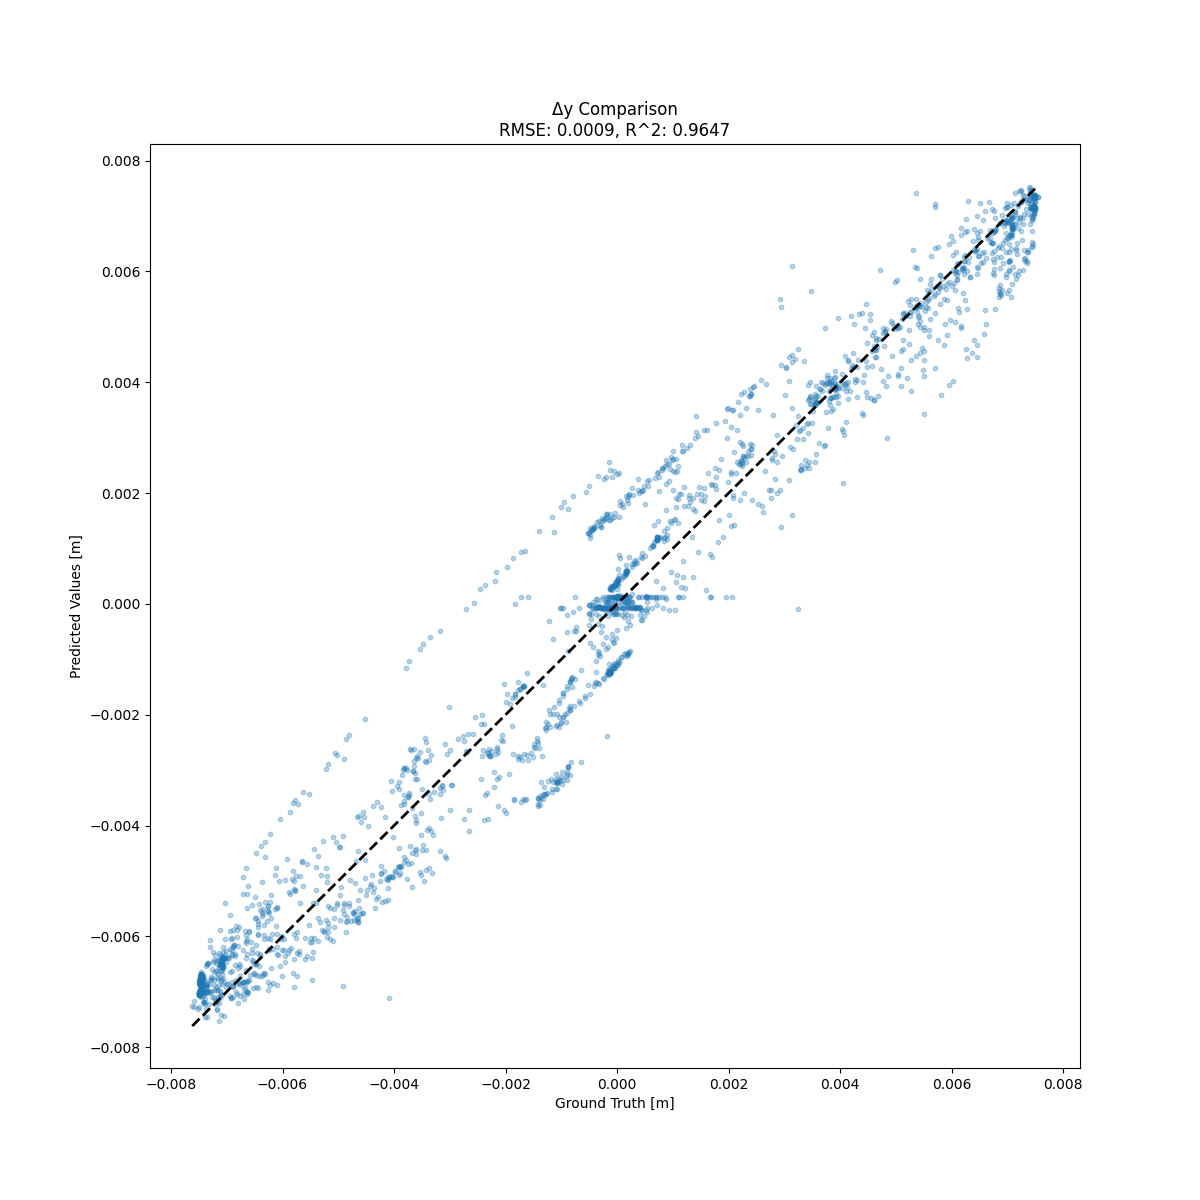 Δy Comparison
RMSE: 0.0009, R^2: 0.9647
0.008
0.006
0.004
0.002
0.000
−0.002
−0.004
−0.006
−0.008
Predicted Values [m]
−0.008 −0.006 −0.004 −0.002 0.000 0.002 0.004 0.006 0.008
Ground Truth [m]